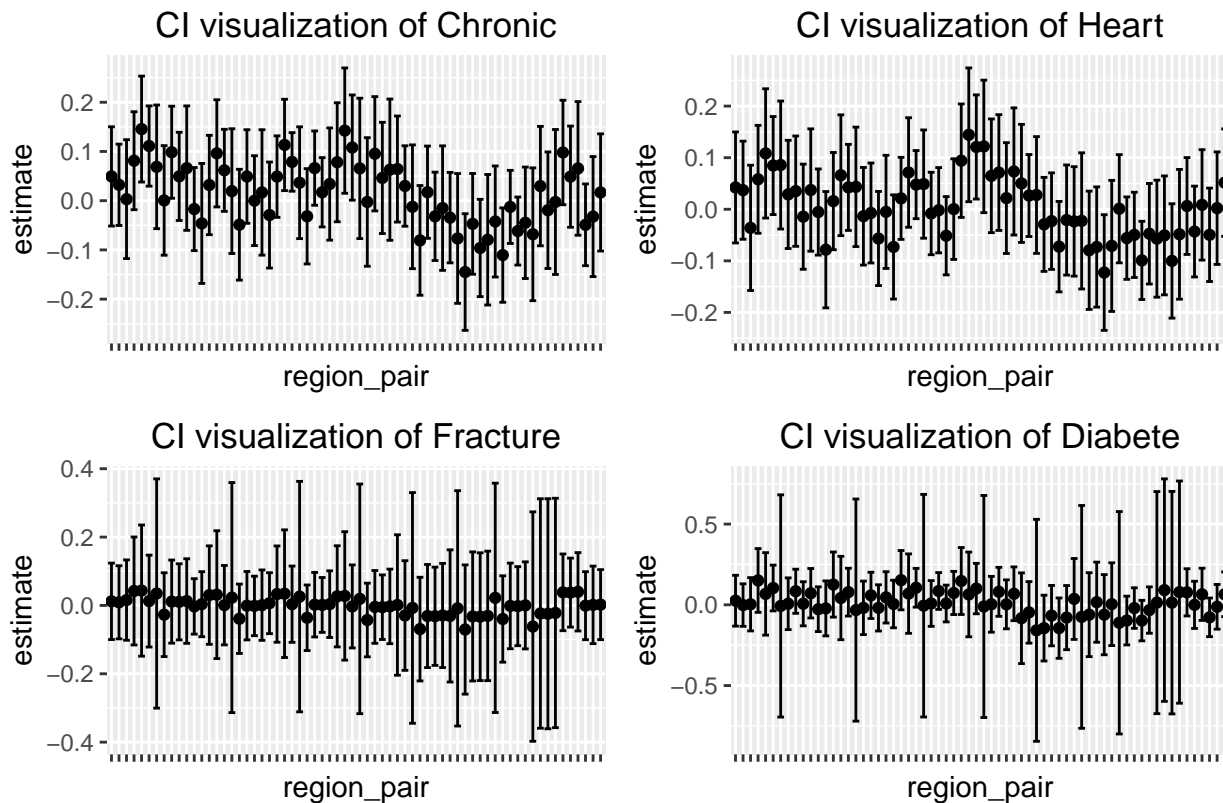 CI visualization of Chronic
0.2
0.1
0.0
−0.1
−0.2
estimate
region_pair
CI visualization of Heart
0.2
0.1
0.0
−0.1
−0.2
estimate
region_pair
CI visualization of Fracture
0.4
0.2
0.0
−0.2
−0.4
estimate
region_pair
CI visualization of Diabete
0.5
0.0
−0.5
estimate
region_pair